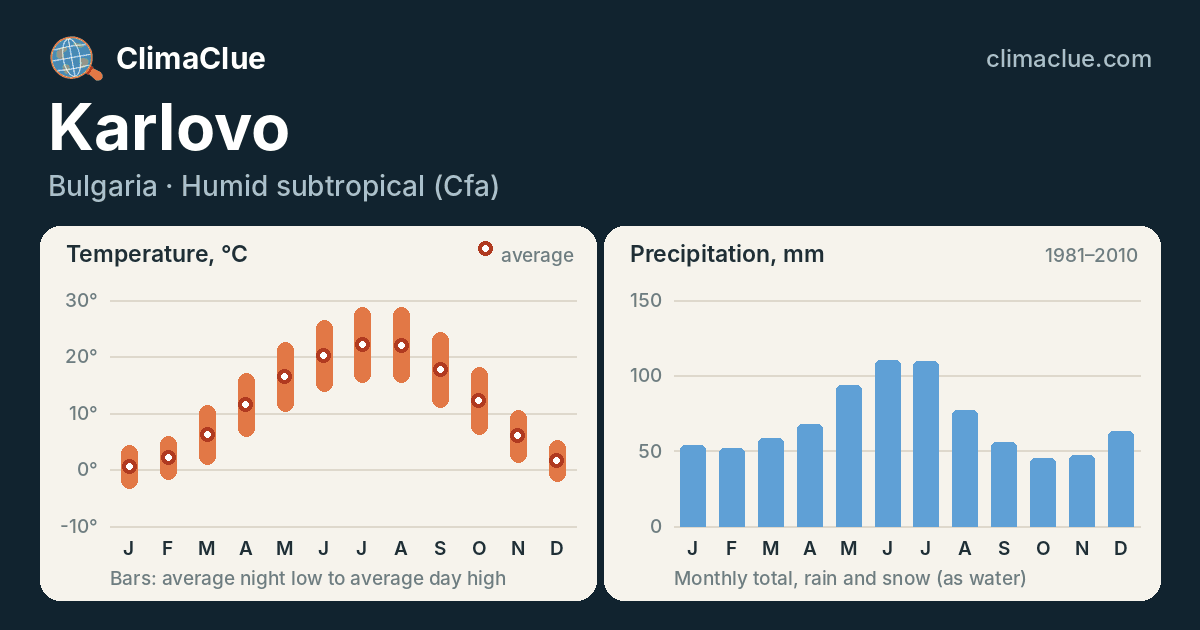 ClimaClue
climaclue.com
Karlovo
Bulgaria · Humid subtropical (Cfa)
Temperature, °C
average
30°
20°
10°
0°
-10°
J F M A M J J A S O N D
Bars: average night low to average day high
Precipitation, mm
1981–2010
150
100
50
0
J F M A M J J A S O N D
Monthly total, rain and snow (as water)